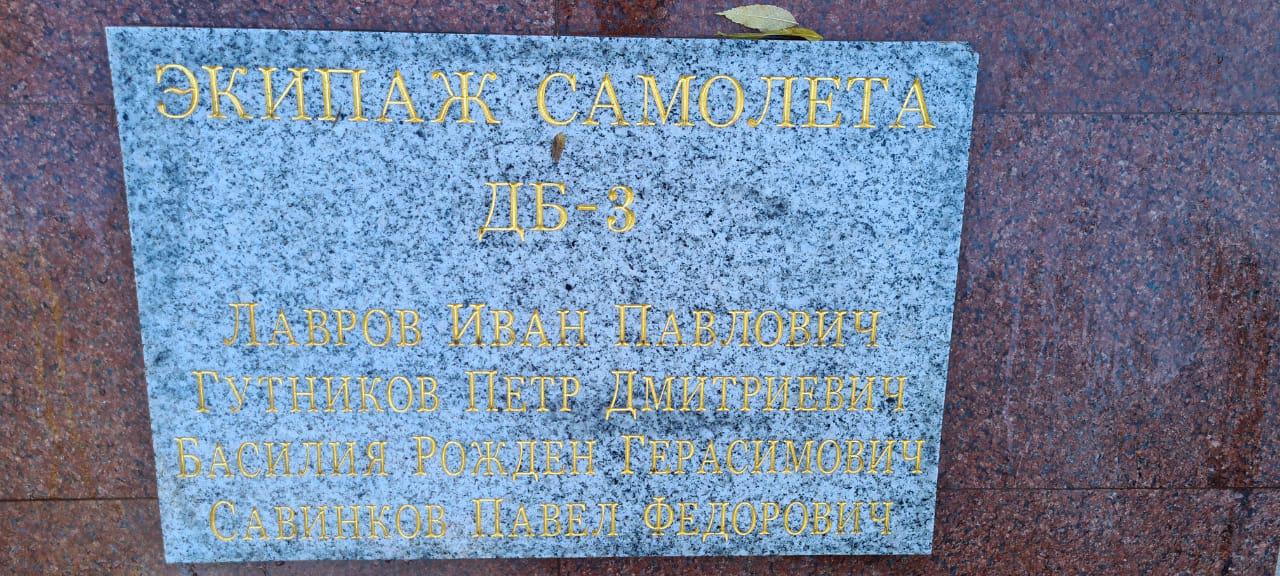 ЭКИПАЖ САМОЛЕТА
ДБ-3
ЛАВРОВ ИВАН ПАВЛОВИЧ
ГУТНИКОВ ПЕТР ДМИТРИЕВИЧ
БАСИЛИЯ РОЖДЕН ГЕРАСИМОВИЧ
САВИНКОВ ПАВЕЛ ФЕДОРОВИЧ